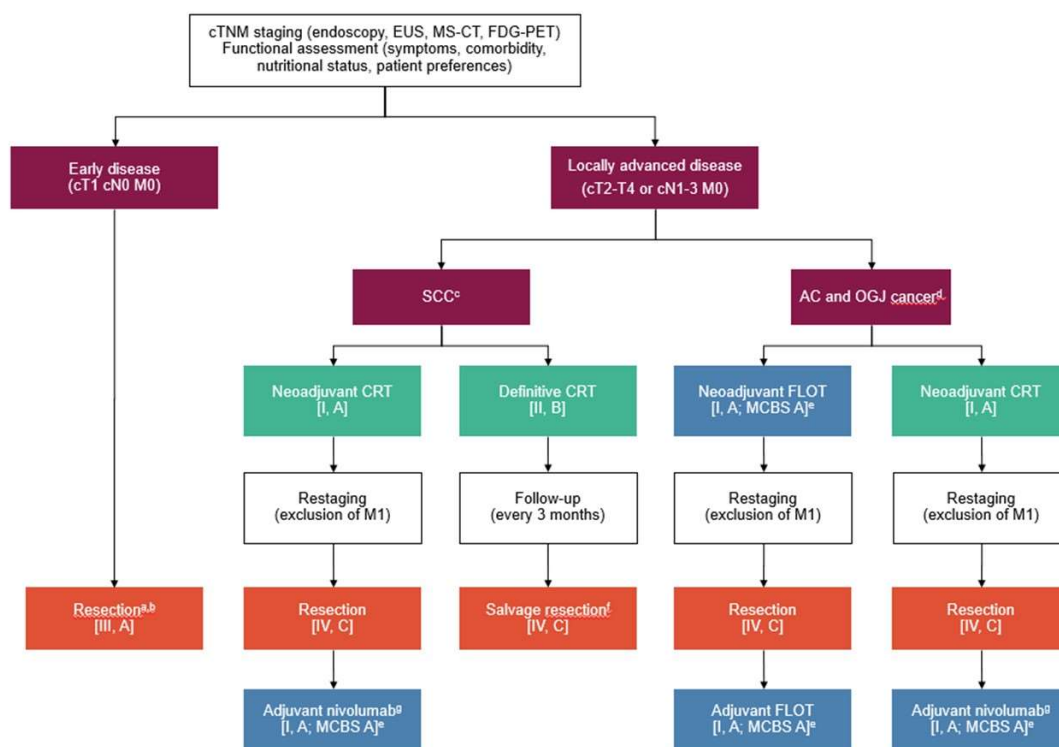 cTNM staging (endoscopy, EUS, MS-CT, FDG-PET)
Functional assessment (symptoms, comorbidity,
nutritional status, patient preferences)
Early disease
(cT1 cN0 M0)
Locally advanced disease
(cT2-T4 or cN1-3 M0)
SCCᶜ
AC and OGJ cancerᵈ
Neoadjuvant CRT
[I, A]
Definitive CRT
[II, B]
Neoadjuvant FLOT
[I, A; MCBS A]ᵉ
Neoadjuvant CRT
[I, A]
Restaging
(exclusion of M1)
Follow-up
(every 3 months)
Restaging
(exclusion of M1)
Restaging
(exclusion of M1)
Resectionᵃ,ᵇ
[III, A]
Resection
[IV, C]
Salvage resectionᶠ
[IV, C]
Resection
[IV, C]
Resection
[IV, C]
Adjuvant nivolumabᵍ
[I, A; MCBS A]ᵉ
Adjuvant FLOT
[I, A; MCBS A]ᵉ
Adjuvant nivolumabᵍ
[I, A; MCBS A]ᵉ